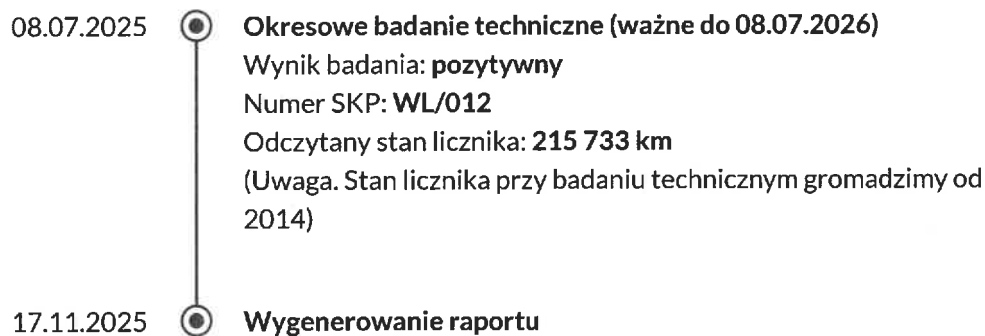 08.07.2025 Okresowe badanie techniczne (ważne do 08.07.2026)
Wynik badania: pozytywny
Numer SKP: WL/012
Odczytany stan licznika: 215 733 km
(Uwaga. Stan licznika przy badaniu technicznym gromadzimy od
2014)
17.11.2025 Wygenerowanie raportu